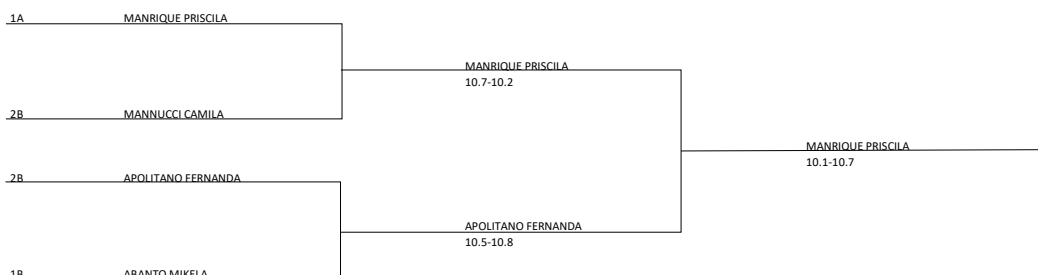 1A MANRIQUE PRISCILA
MANRIQUE PRISCILA
10.7-10.2
2B MANNUCCI CAMILA
MANRIQUE PRISCILA
10.1-10.7
2B APOLITANO FERNANDA
APOLITANO FERNANDA
10.5-10.8
1B ABANTO MIKELA